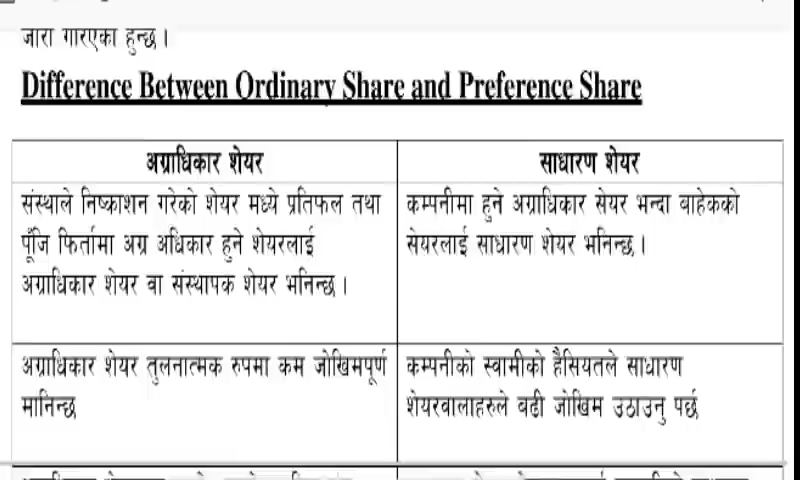 जारी गरिएको हुन्छ ।
Difference Between Ordinary Share and Preference Share
अग्राधिकार शेयर
साधारण शेयर
संस्थाले निष्काशन गरेको शेयर मध्ये प्रतिफल तथा
पूँजि फिर्तामा अग्र अधिकार हुने शेयरलाई
अग्राधिकार शेयर वा संस्थापक शेयर भनिन्छ ।
कम्पनीमा हुने अग्राधिकार सेयर भन्दा बाहेकको
सेयरलाई साधारण शेयर भनिन्छ ।
अग्राधिकार शेयर तुलनात्मक रुपमा कम जोखिमपूर्ण
मानिन्छ
कम्पनीको स्वामीको हैसियतले साधारण
शेयरवालाहरुले बढी जोखिम उठाउनु पर्छ